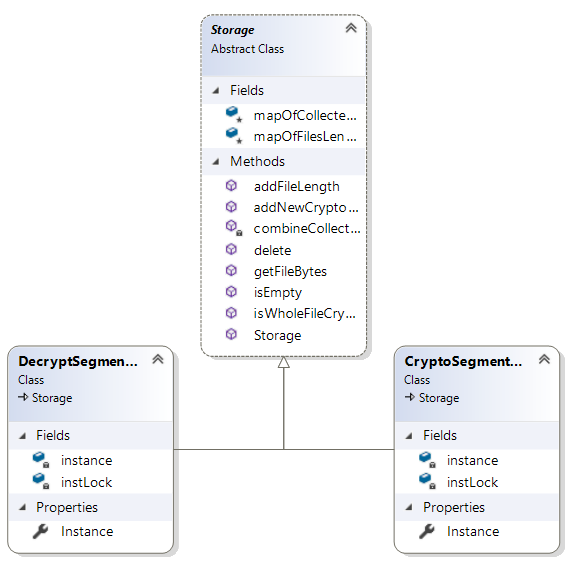 Storage
Abstract Class
Fields
mapOfCollecte...
mapOfFilesLen...
Methods
addFileLength
addNewCrypto...
combineCollect...
delete
getFileBytes
isEmpty
isWholeFileCry...
Storage
DecryptSegmen...
Class
Storage
Fields
instance
instLock
Properties
Instance
CryptoSegment...
Class
Storage
Fields
instance
instLock
Properties
Instance